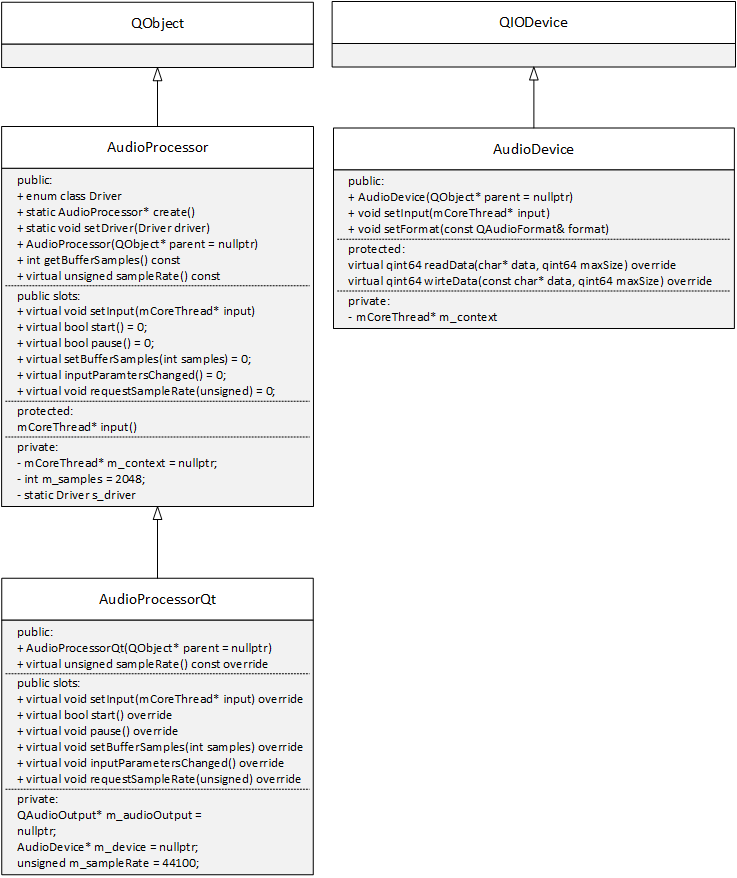 QObject
AudioProcessor
public:
+ enum class Driver
+ static AudioProcessor* create()
+ static void setDriver(Driver driver)
+ AudioProcessor(QObject* parent = nullptr)
+ int getBufferSamples() const
+ virtual unsigned sampleRate() const
public slots:
+ virtual void setInput(mCoreThread* input)
+ virtual bool start() = 0;
+ virtual bool pause() = 0;
+ virtual setBufferSamples(int samples) = 0;
+ virtual inputParamtersChanged() = 0;
+ virtual void requestSampleRate(unsigned) = 0;
protected:
mCoreThread* input()
private:
- mCoreThread* m_context = nullptr;
- int m_samples = 2048;
- static Driver s_driver
AudioProcessorQt
public:
+ AudioProcessorQt(QObject* parent = nullptr)
+ virtual unsigned sampleRate() const override
public slots:
+ virtual void setInput(mCoreThread* input) override
+ virtual bool start() override
+ virtual void pause() override
+ virtual void setBufferSamples(int samples) override
+ virtual void inputParametersChanged() override
+ virtual void requestSampleRate(unsigned) override
private:
QAudioOutput* m_audioOutput =
nullptr;
AudioDevice* m_device = nullptr;
unsigned m_sampleRate = 44100;
QIODevice
AudioDevice
public:
+ AudioDevice(QObject* parent = nullptr)
+ void setInput(mCoreThread* input)
+ void setFormat(const QAudioFormat& format)
protected:
virtual qint64 readData(char* data, qint64 maxSize) override
virtual qint64 wirteData(const char* data, qint64 maxSize) override
private:
- mCoreThread* m_context